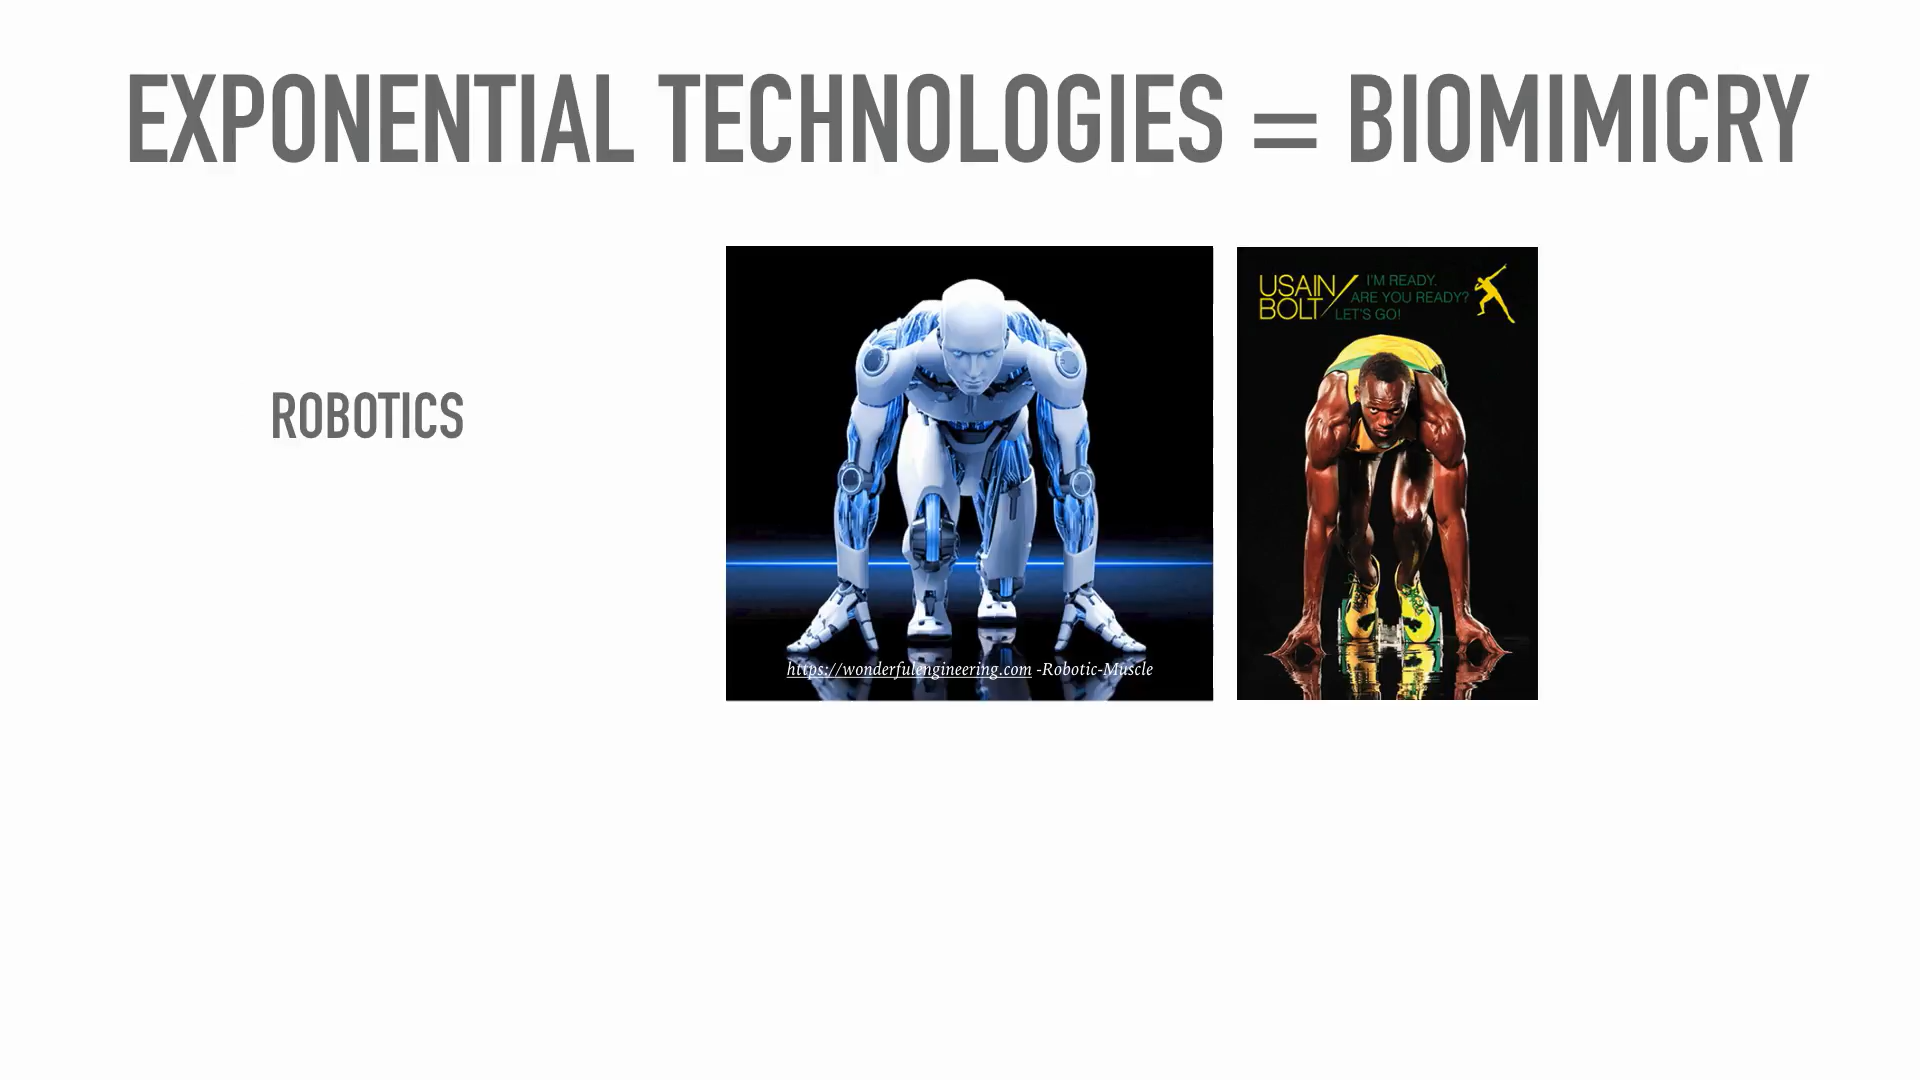 EXPONENTIAL TECHNOLOGIES = BIOMIMICRY
ROBOTICS
https://wonderfulengineering.com -Robotic-Muscle
USAIN
BOLT
I'M READY.
ARE YOU READY?
LET'S GO!